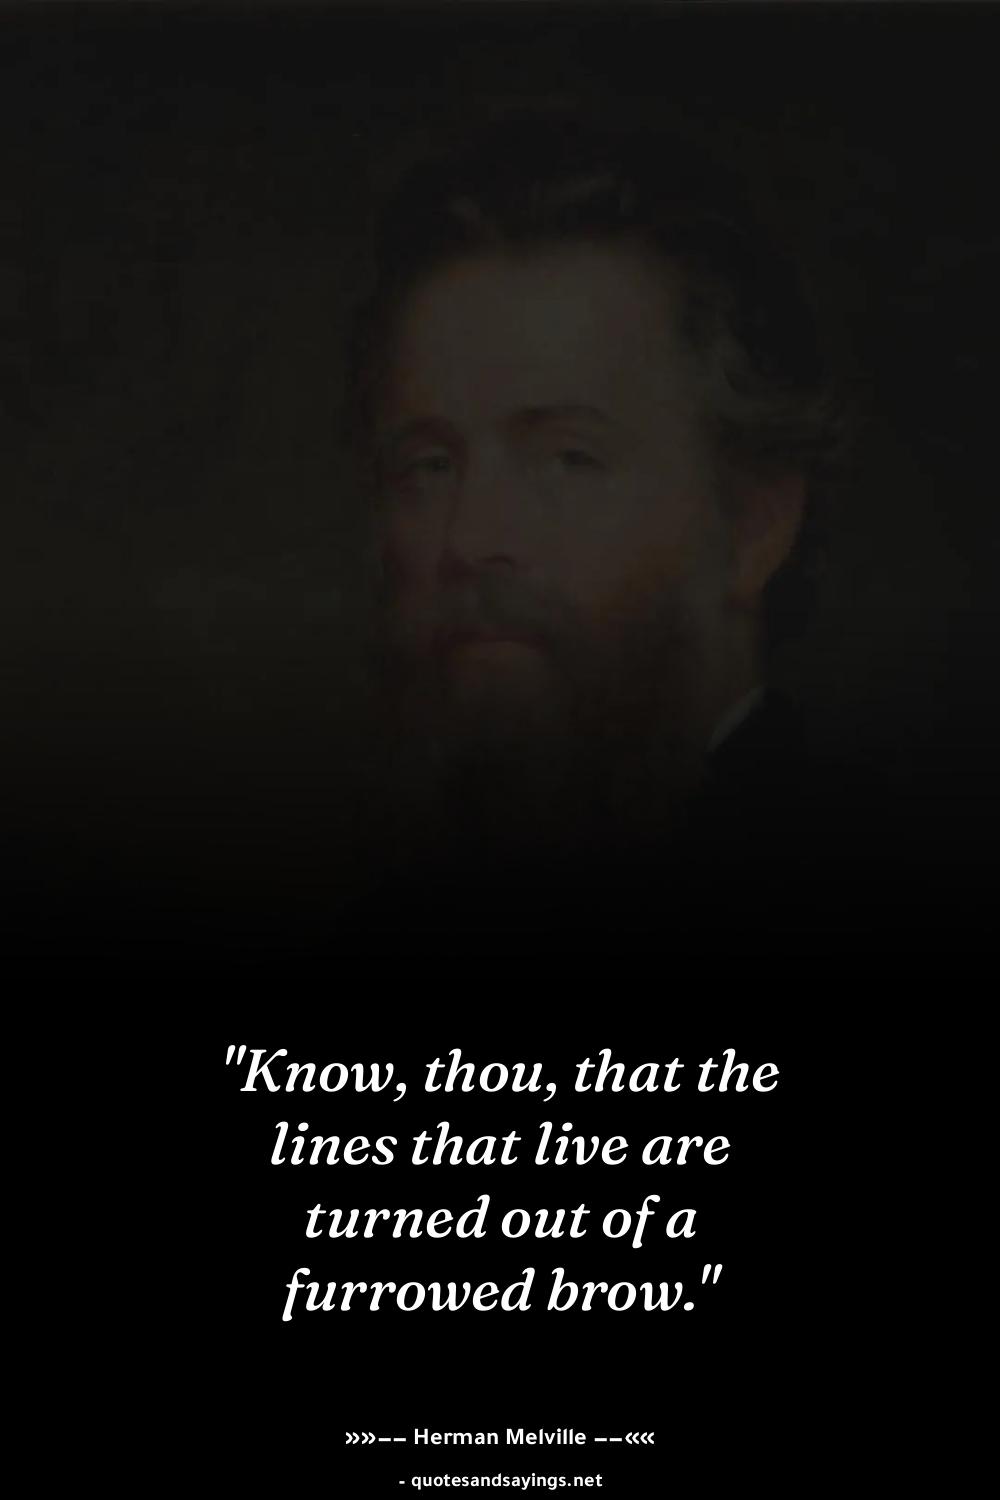 "Know, thou, that the
lines that live are
turned out of a
furrowed brow."
»»–– Herman Melville ––««
- quotesandsayings.net